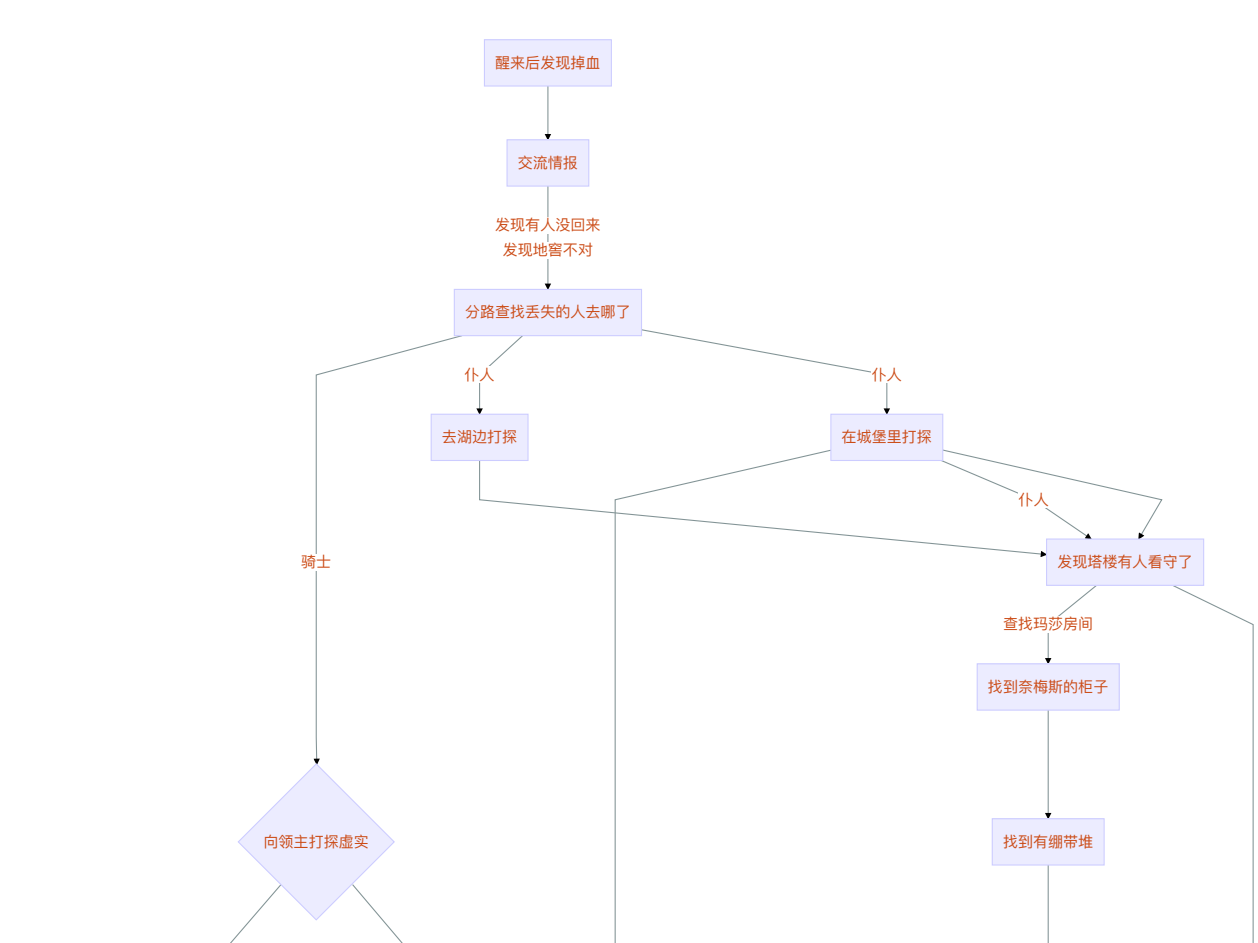 醒来后发现掉血
交流情报
发现有人没回来
发现地窖不对
分路查找丢失的人去哪了
仆人
仆人
去湖边打探
在城堡里打探
仆人
骑士
发现塔楼有人看守了
查找玛莎房间
找到奈梅斯的柜子
向领主打探虚实
找到有绷带堆